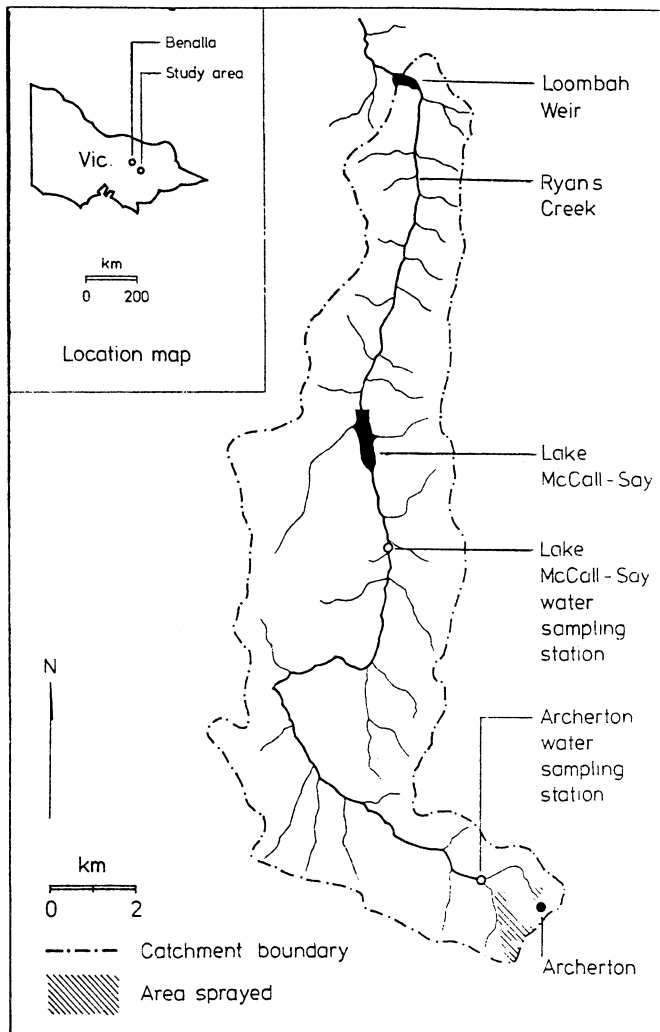 Benalla
Study area
Vic.
km
0 200
Location map
Loombah
Weir
Ryan's
Creek
Lake
McCall-Say
Lake
McCall-Say
water
sampling
station
N
Archerton
water
sampling
station
km
0 2
Catchment boundary
Area sprayed
Archerton